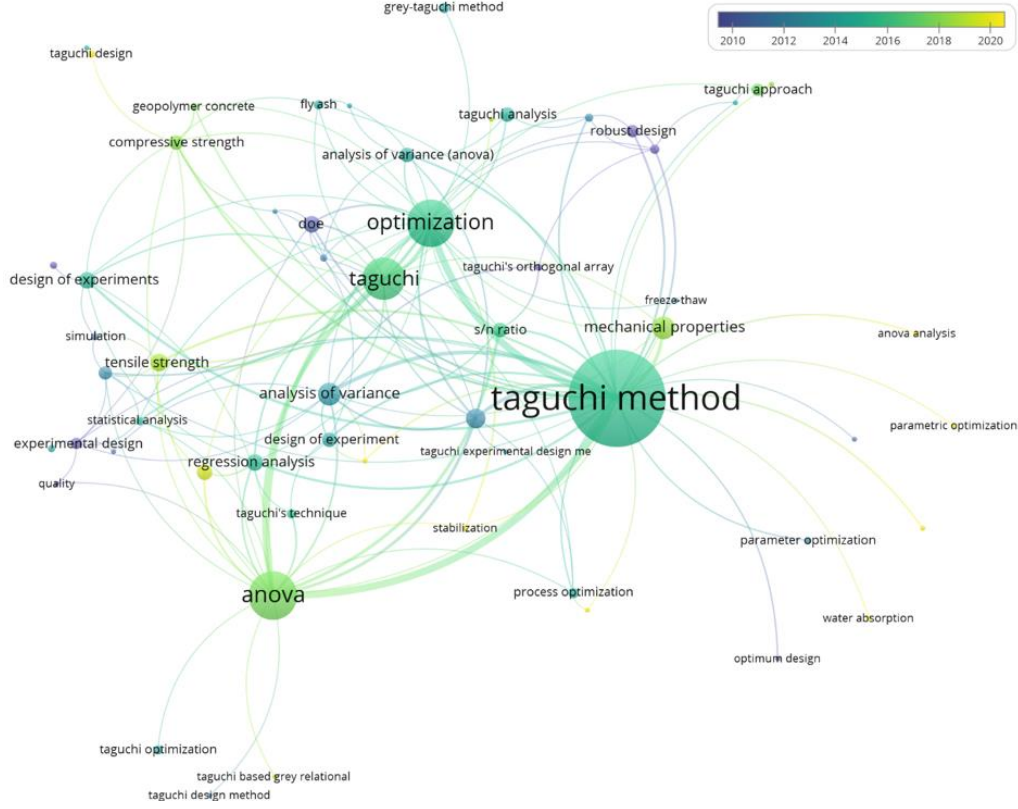 grey-taguchi method
2010 2012 2014 2016 2018 2020
taguchi design
taguchi approach
geopolymer concrete
fly ash
taguchi analysis
robust design
compressive strength
analysis of variance (anova)
optimization
doe
taguchi's orthogonal array
taguchi
design of experiments
freeze-thaw
s/n ratio
mechanical properties
anova analysis
simulation
tensile strength
analysis of variance
taguchi method
statistical analysis
parametric optimization
experimental design
design of experiment
taguchi experimental design me
regression analysis
quality
taguchi's technique
stabilization
parameter optimization
anova
process optimization
water absorption
optimum design
taguchi optimization
taguchi based grey relational
taguchi design method